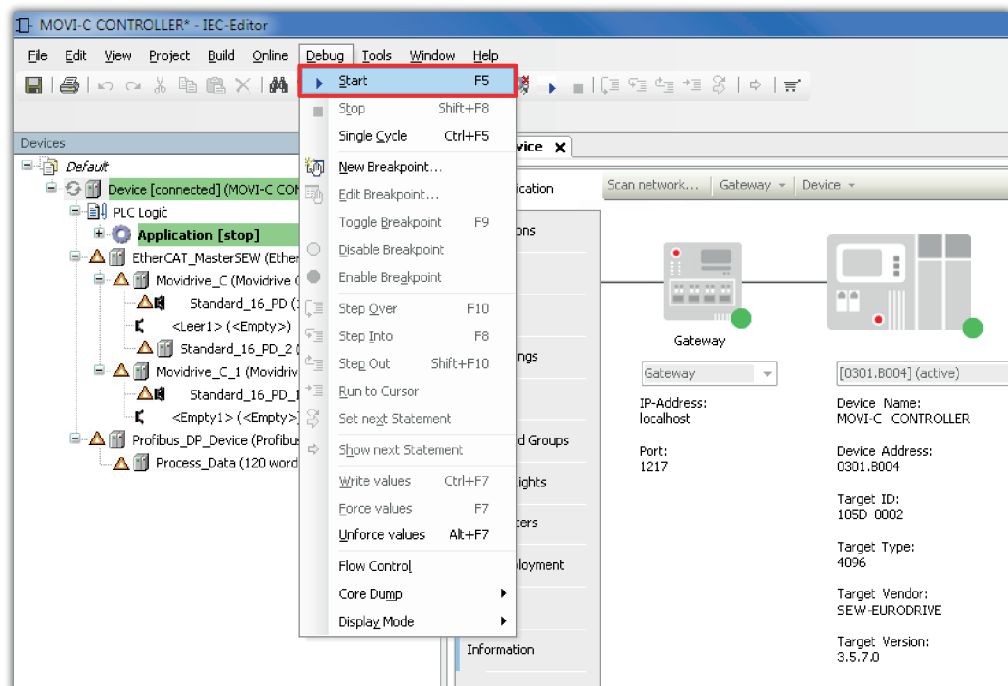 MOVI-C CONTROLLER* - IEC-Editor
File Edit View Project Build Online Debug Tools Window Help
Start F5
Stop Shift+F8
Single Cycle Ctrl+F5
New Breakpoint...
Edit Breakpoint...
Toggle Breakpoint F9
Disable Breakpoint
Enable Breakpoint
Step Over F10
Step Into F8
Step Out Shift+F10
Run to Cursor
Set next Statement
Show next Statement
Write values Ctrl+F7
Force values F7
Unforce values Alt+F7
Flow Control
Core Dump
Display Mode
Devices
Default
Device [connected] (MOVI-C CON
PLC Logic
Application [stop]
EtherCAT_MasterSEW (Ether
Movidrive_C (Movidrive C
Standard_16_PD (
<Leer1> (<Empty>)
Standard_16_PD_2 (
Movidrive_C_1 (Movidriv
Standard_16_PD_1
<Empty1> (<Empty>
Profibus_DP_Device (Profibu
Process_Data (120 word
vice
ication
ons
ngs
d Groups
ights
ters
loyment
Information
Scan network... Gateway Device
Gateway
Gateway
IP-Address:
localhost
Port:
1217
[0301.B004] (active)
Device Name:
MOVI-C CONTROLLER
Device Address:
0301.B004
Target ID:
105D 0002
Target Type:
4096
Target Vendor:
SEW-EURODRIVE
Target Version:
3.5.7.0